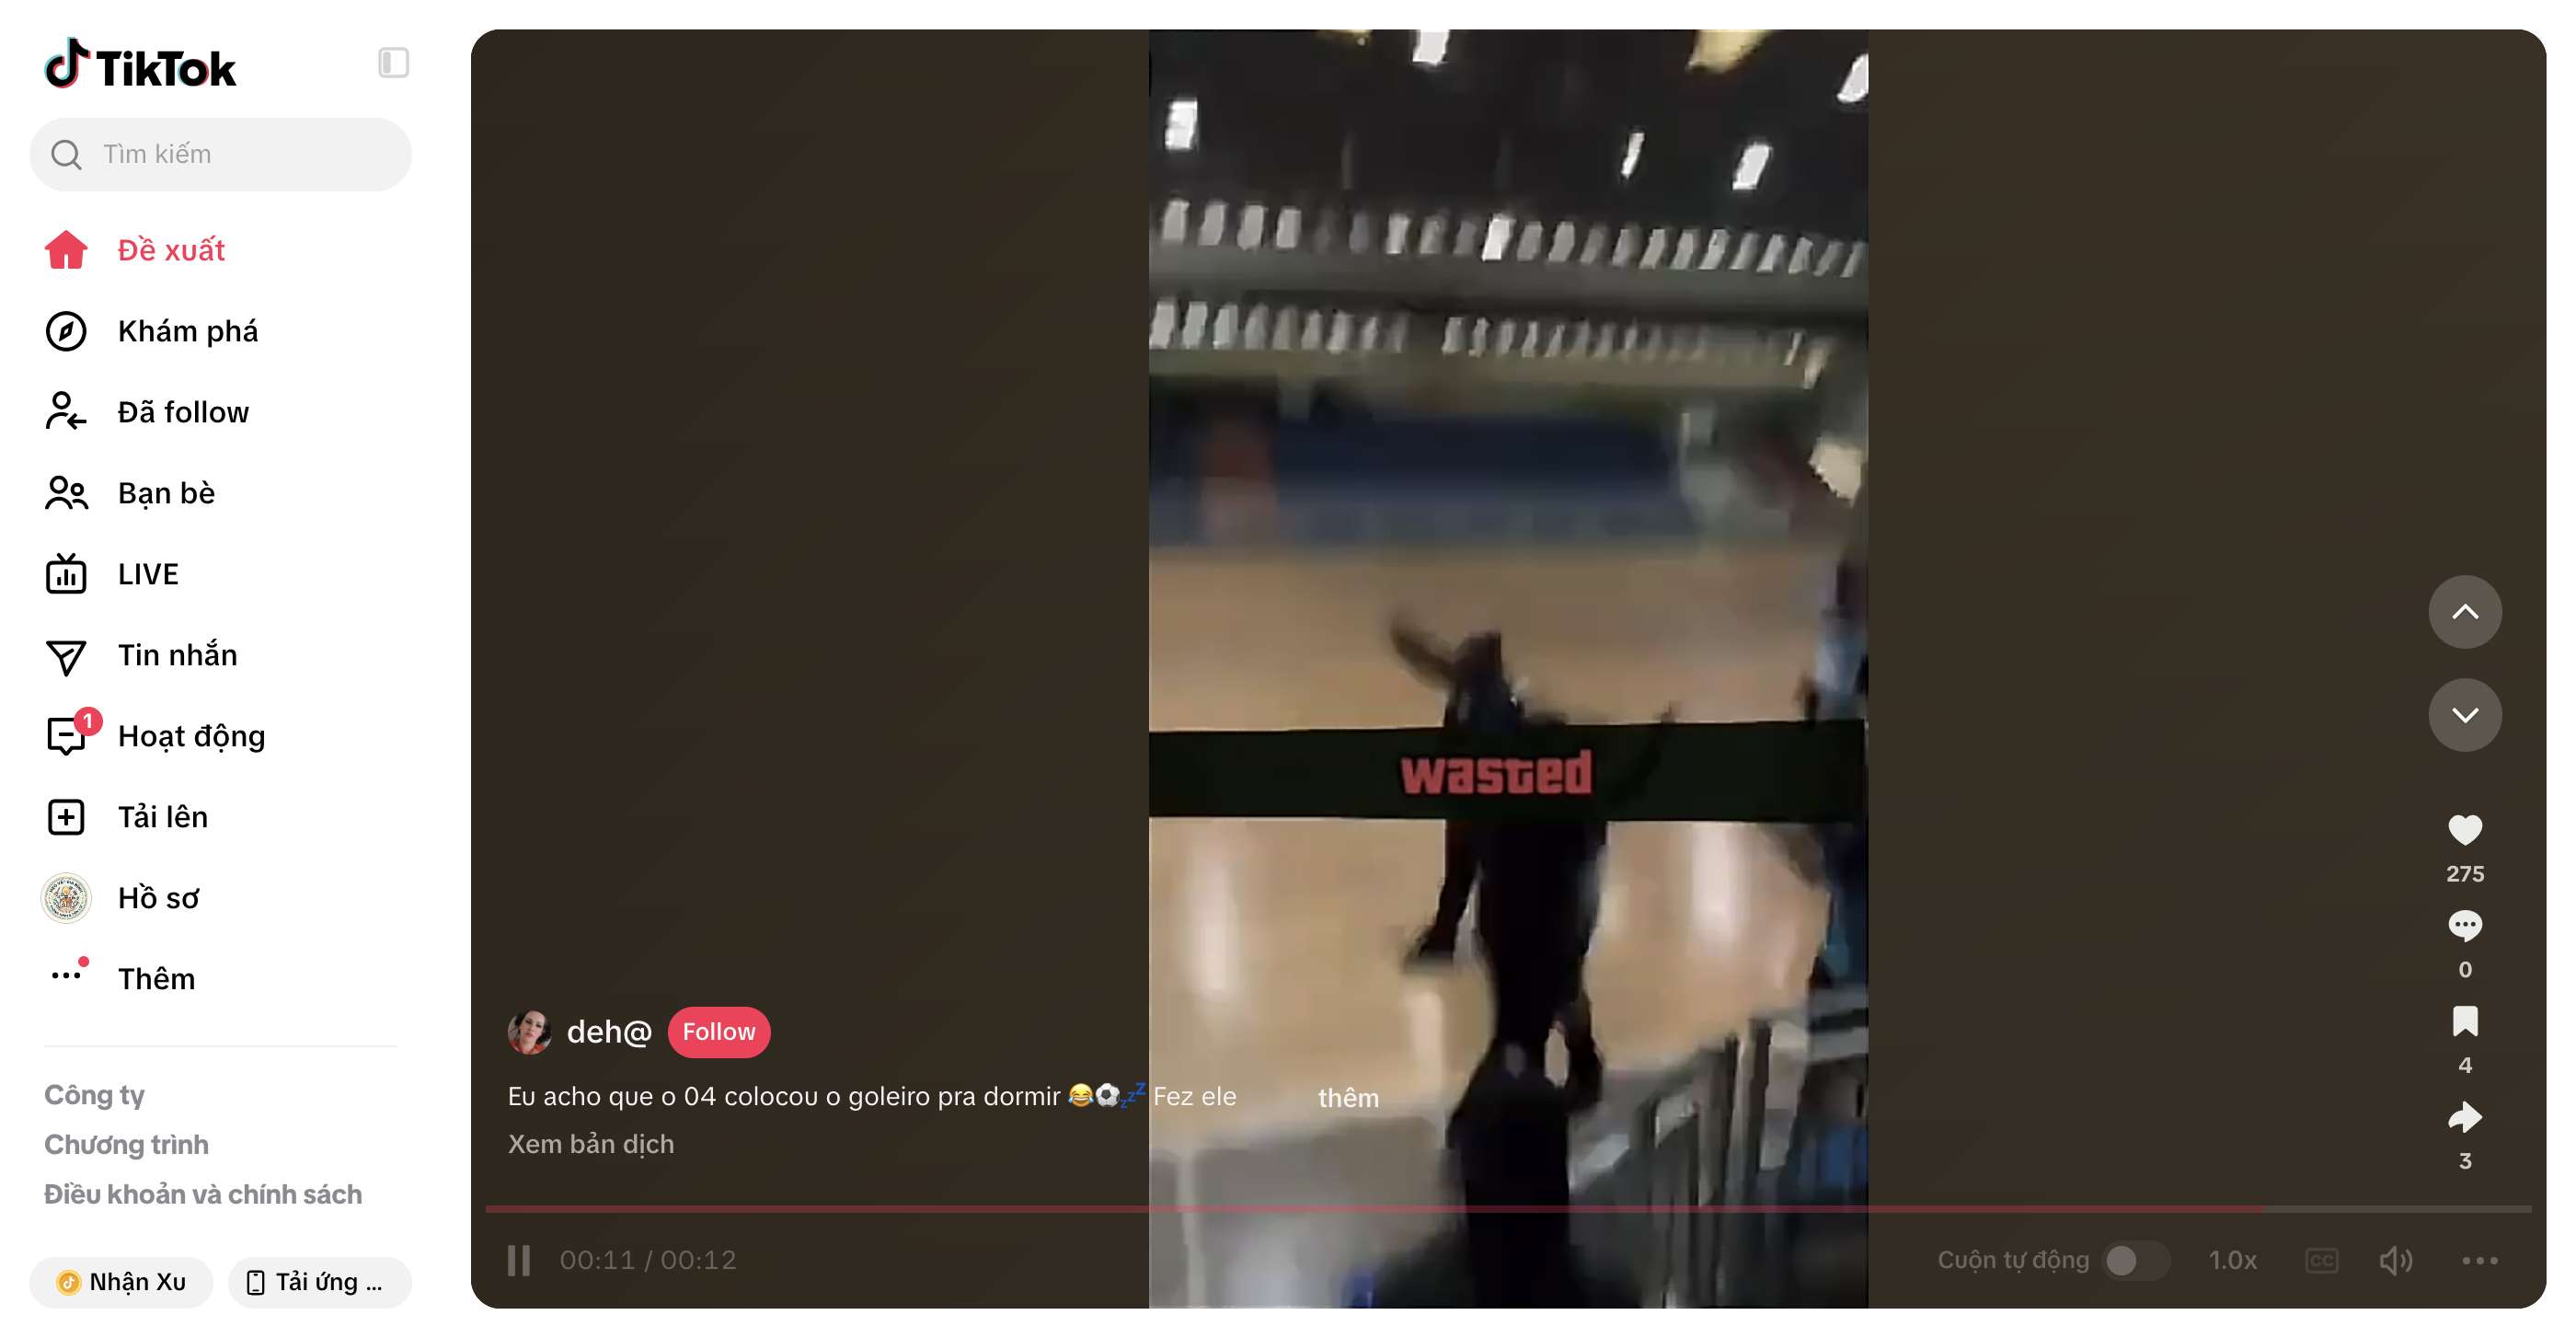 TikTok
Tìm kiếm
Đề xuất
Khám phá
Đã follow
Bạn bè
LIVE
Tin nhắn
1
Hoạt động
Tải lên
Hồ sơ
Thêm
Công ty
Chương trình
Điều khoản và chính sách
Nhận Xu
Tải ứng ...
wasted
deh@ Follow
Eu acho que o 04 colocou o goleiro pra dormir 😂⚽💤 Fez ele thêm
Xem bản dịch
00:11 / 00:12
275
0
4
3
Cuộn tự động 1.0x CC